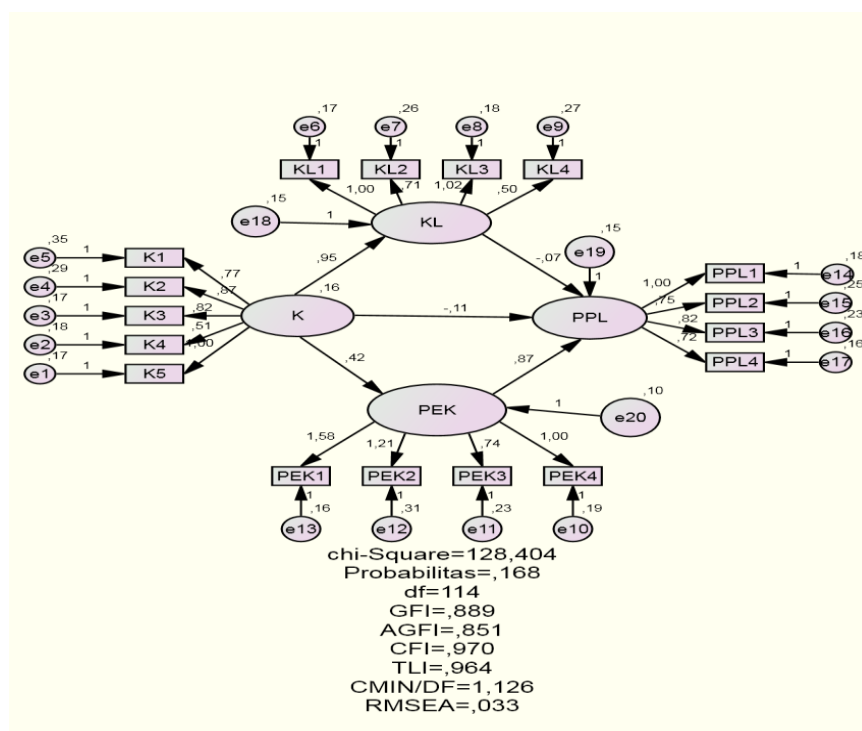 ,17 ,26 ,18 ,27
e6 e7 e8 e9
1 1 1 1
KL1 KL2 KL3 KL4
1,00 ,71 1,02 ,50
,15
e18 1 KL
,15
e19
1
,95 -,07
,35
e5 1 K1
,29
e4 1 K2
,17
e3 1 K3
,18
e2 1 K4
,17
e1 1 K5
,77
,87
,82
,51
1,00
,16
K -,11 PPL
1,00 PPL1 1 e14 ,18
,75 PPL2 1 e15 ,25
,82 PPL3 1 e16 ,23
,72 PPL4 1 e17 ,16
,42 ,87
PEK 1 e20 ,10
1,58 1,21 ,74 1,00
PEK1 PEK2 PEK3 PEK4
1 1 1 1
,16 ,31 ,23 ,19
e13 e12 e11 e10
chi-Square=128,404
Probabilitas=,168
df=114
GFI=,889
AGFI=,851
CFI=,970
TLI=,964
CMIN/DF=1,126
RMSEA=,033